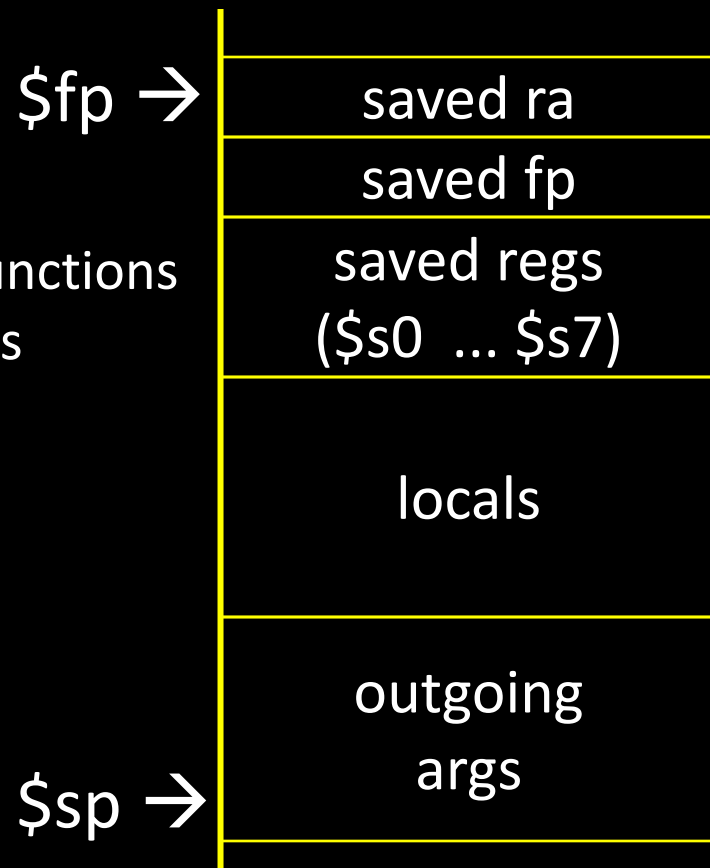 $fp → saved ra
saved fp
unctions
s
saved regs
($s0 ... $s7)
locals
outgoing
args
$sp →